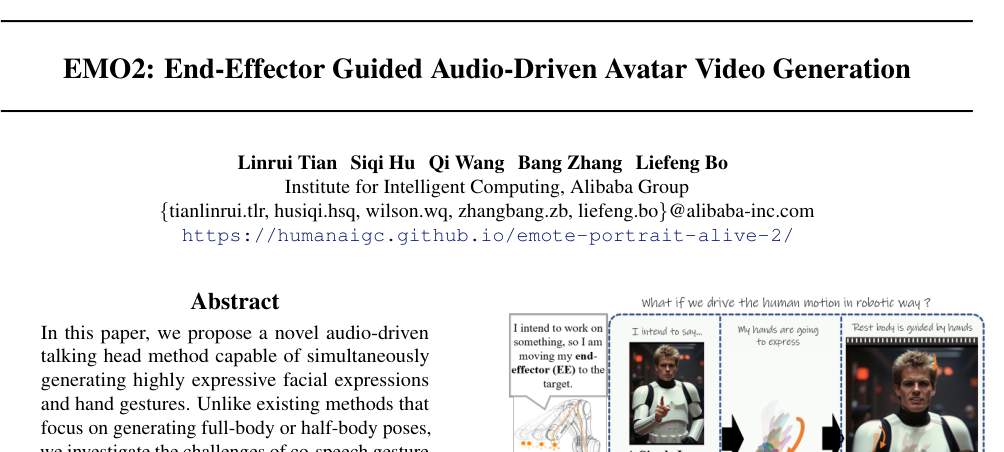 EMO2: End-Effector Guided Audio-Driven Avatar Video Generation
Linrui Tian Siqi Hu Qi Wang Bang Zhang Liefeng Bo
Institute for Intelligent Computing, Alibaba Group
{tianlinrui.tlr, husiqi.hsq, wilson.wq, zhangbang.zb, liefeng.bo}@alibaba-inc.com
https://humanaigc.github.io/emote-portrait-alive-2/
Abstract
In this paper, we propose a novel audio-driven
talking head method capable of simultaneously
generating highly expressive facial expressions
and hand gestures. Unlike existing methods that
focus on generating full-body or half-body poses,
we investigate the challenges of co-speech gesture
What if we drive the human motion in robotic way ?
I intend to work on
something, so I am
moving my end-
effector (EE) to the
target.
I intend to say...
My hands are going
to express
Rest body is guided by hands